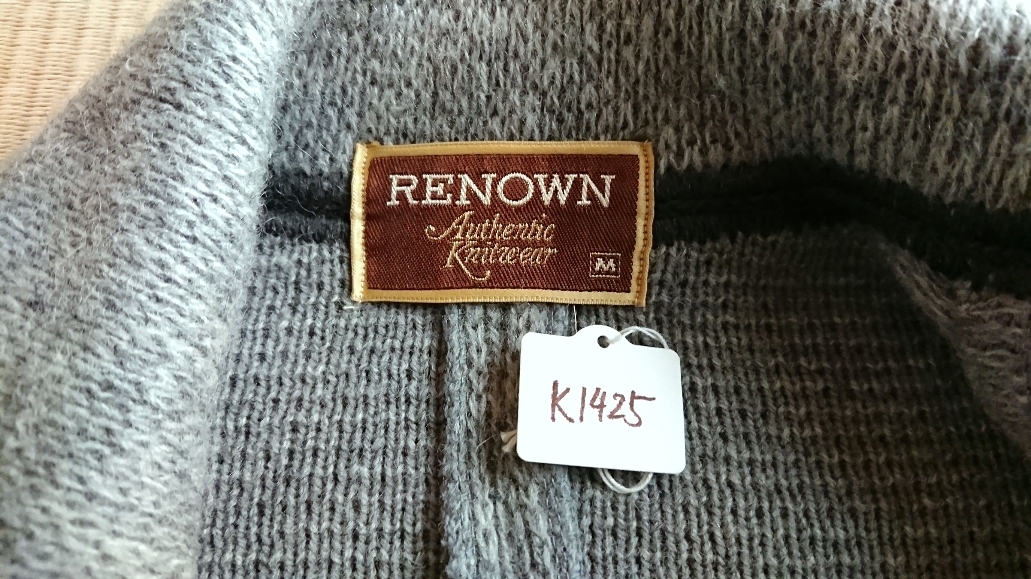 RENOWN
Authentic
Knitwear
M
K1425